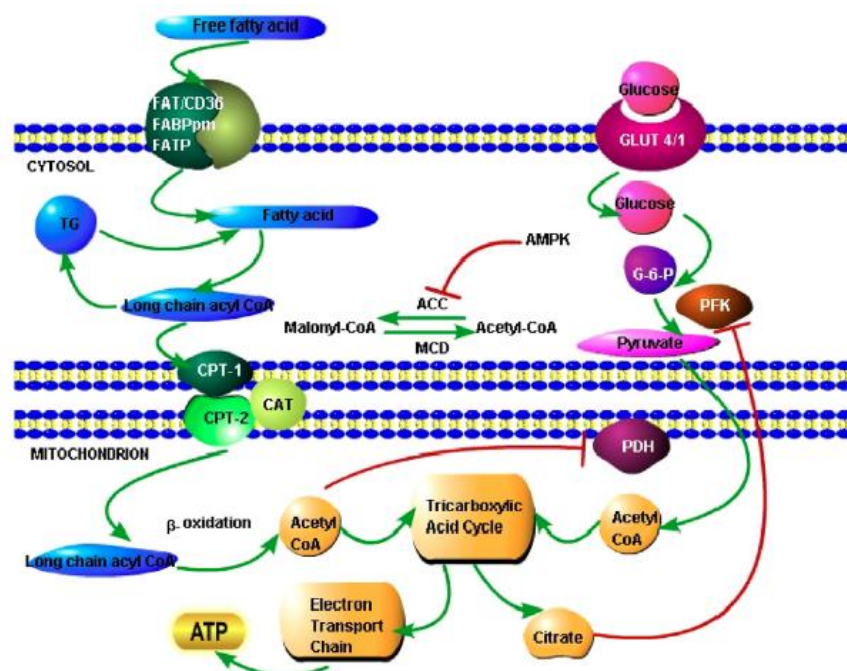 Free fatty acid
FAT/CD36
FABPpm
FATP
Glucose
GLUT 4/1
CYTOSOL
TG
Fatty acid
Glucose
AMPK
G-6-P
PFK
Long chain acyl CoA
ACC
Malonyl-CoA
Acetyl-CoA
MCD
Pyruvate
CPT-1
CAT
CPT-2
PDH
MITOCHONDRION
β- oxidation
Acetyl
CoA
Tricarboxylic
Acid Cycle
Acetyl
CoA
Long chain acyl CoA
Electron
Transport
Chain
ATP
Citrate